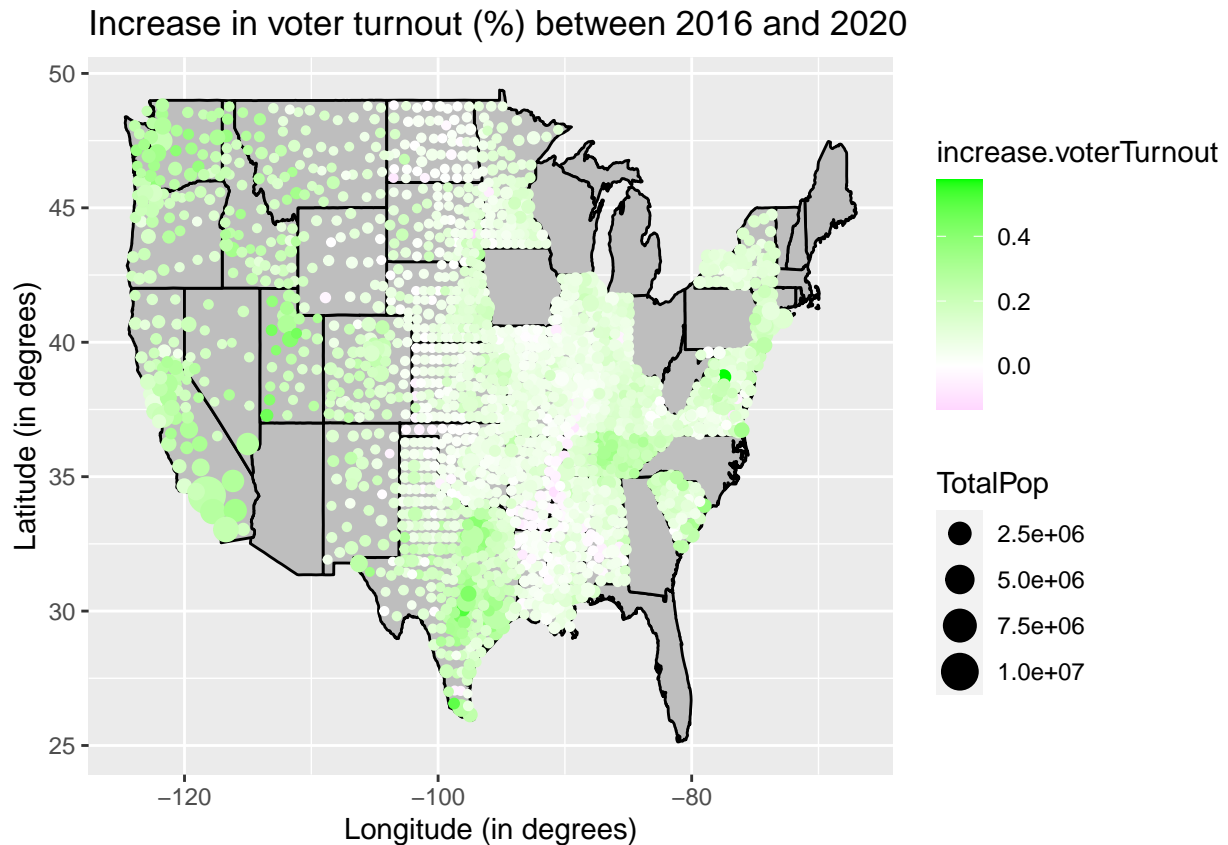 Increase in voter turnout (%) between 2016 and 2020
50
45
40
35
30
25
Latitude (in degrees)
−120
−100
−80
Longitude (in degrees)
increase.voterTurnout
0.4
0.2
0.0
TotalPop
2.5e+06
5.0e+06
7.5e+06
1.0e+07